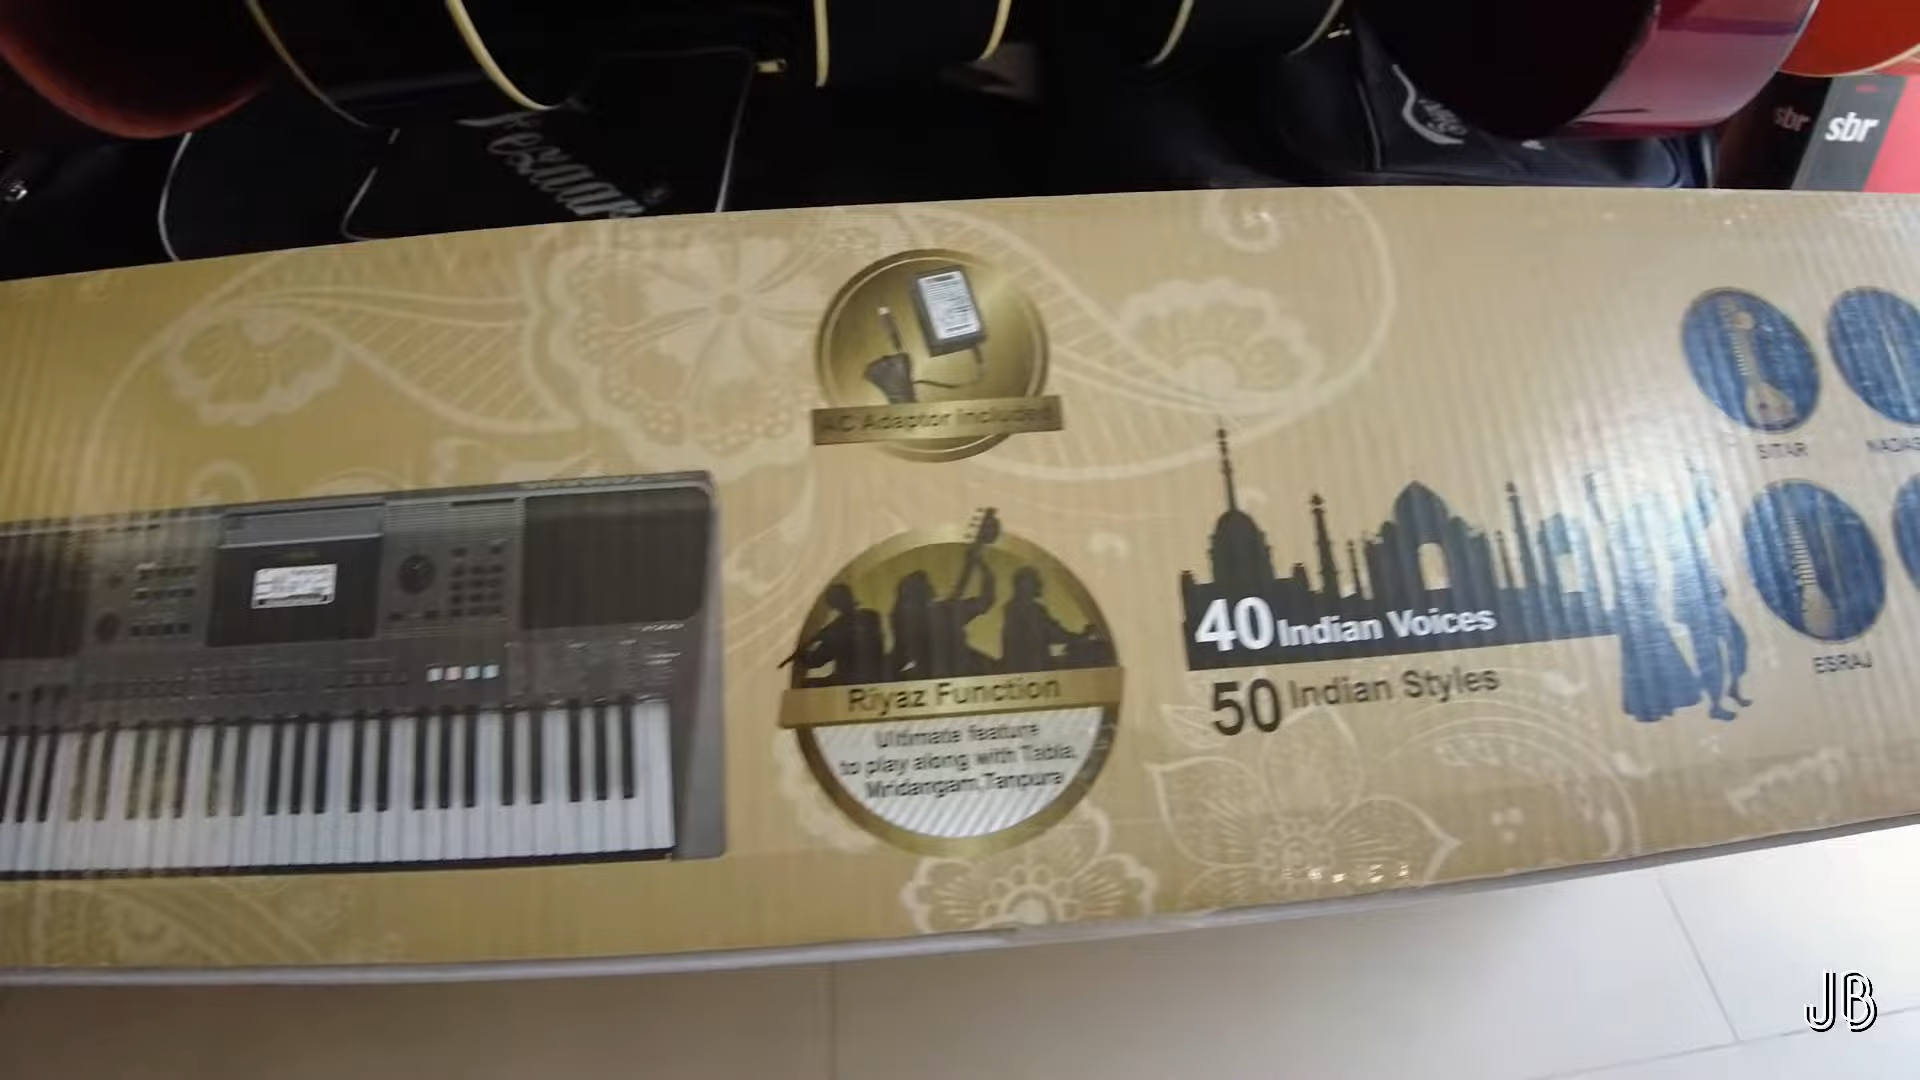 sbr
sbr
AC Adaptor Included
SITAR
40 Indian Voices
50 Indian Styles
ESRAJ
Riyaz Function
Ultimate feature
to play along with Tabla,
Mridangam,Tanpura
JB